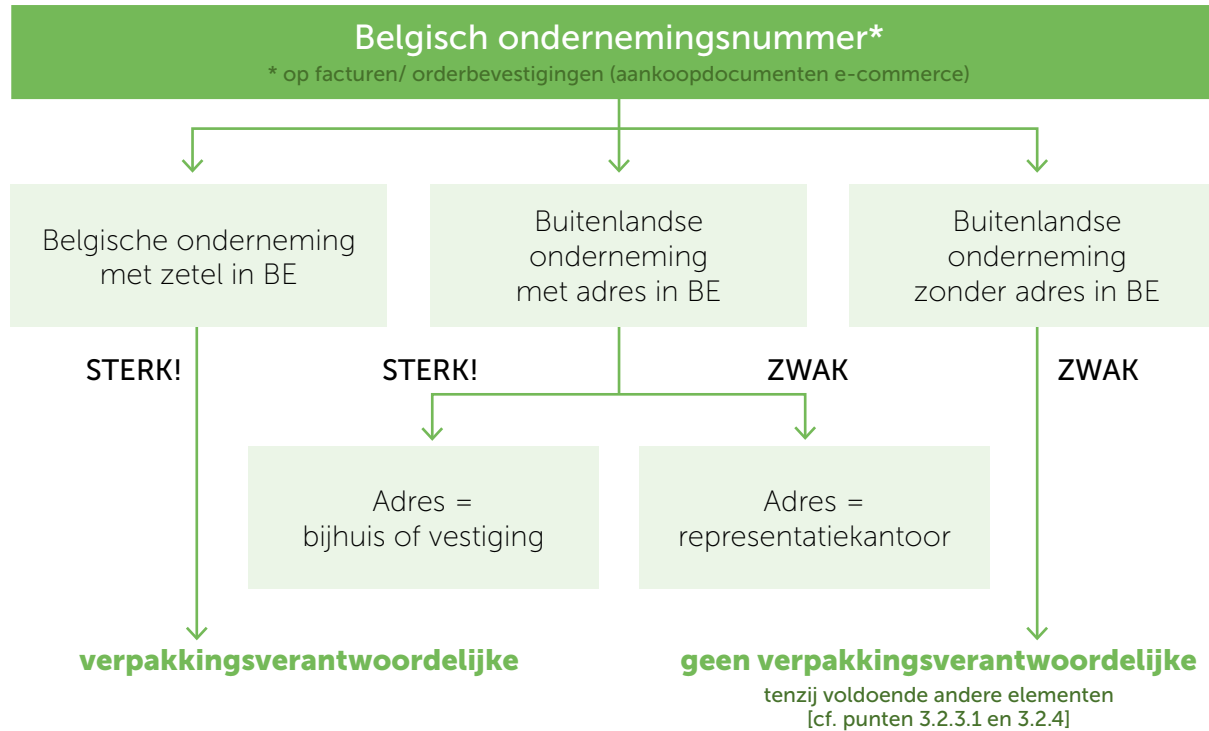 Belgisch ondernemingsnummer*
* op facturen/ orderbevestigingen (aankoopdocumenten e-commerce)
Belgische onderneming
met zetel in BE
Buitenlandse
onderneming
met adres in BE
Buitenlandse
onderneming
zonder adres in BE
STERK!
STERK!
ZWAK
ZWAK
Adres =
bijhuis of vestiging
Adres =
representatiekantoor
verpakkingsverantwoordelijke
geen verpakkingsverantwoordelijke
tenzij voldoende andere elementen
[cf. punten 3.2.3.1 en 3.2.4]